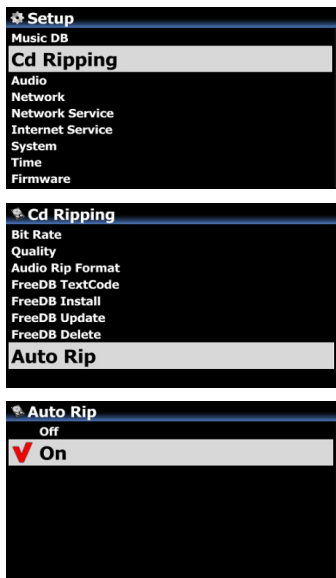 Setup
Music DB
Cd Ripping
Audio
Network
Network Service
Internet Service
System
Time
Firmware
Cd Ripping
Bit Rate
Quality
Audio Rip Format
FreeDB TextCode
FreeDB Install
FreeDB Update
FreeDB Delete
Auto Rip
Auto Rip
Off
On